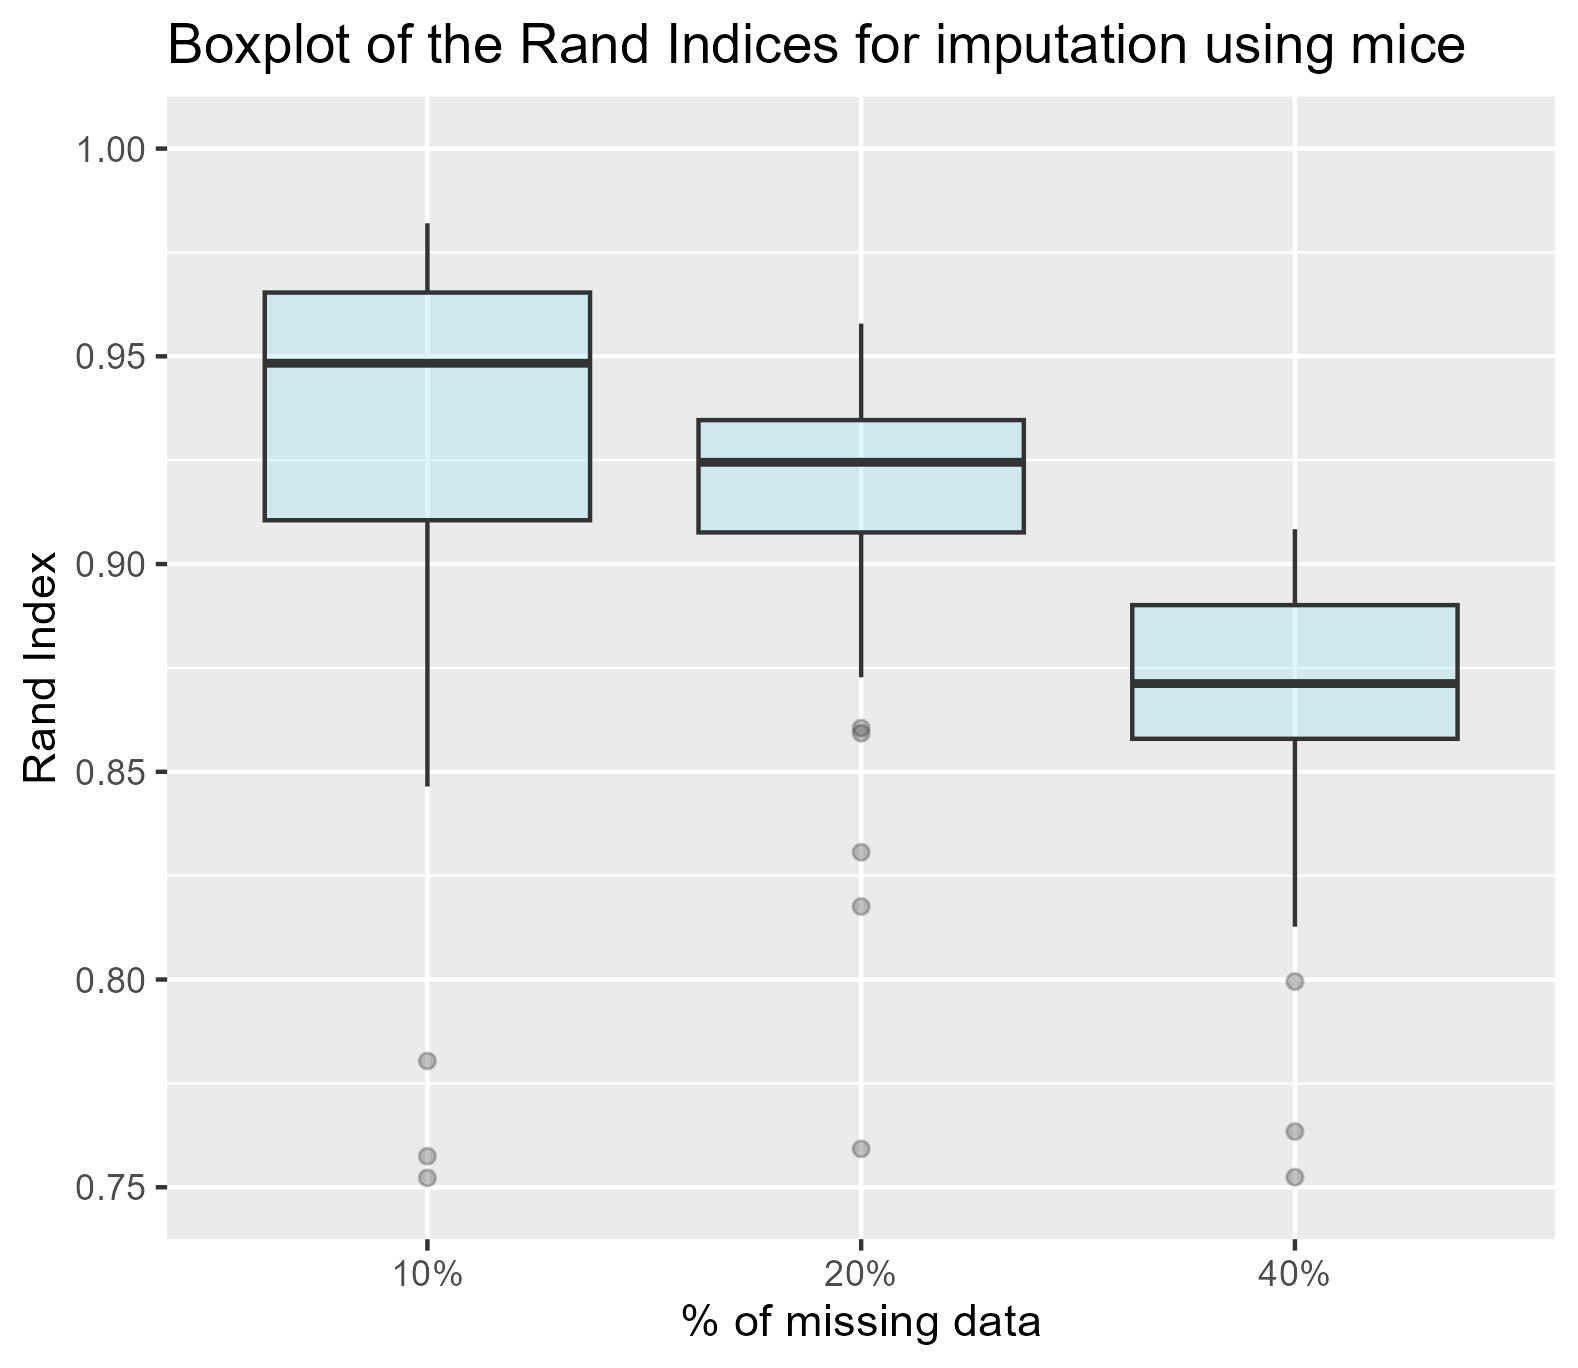 Boxplot of the Rand Indices for imputation using mice
1.00
0.95
0.90
0.85
0.80
0.75
Rand Index
10% 20% 40%
% of missing data